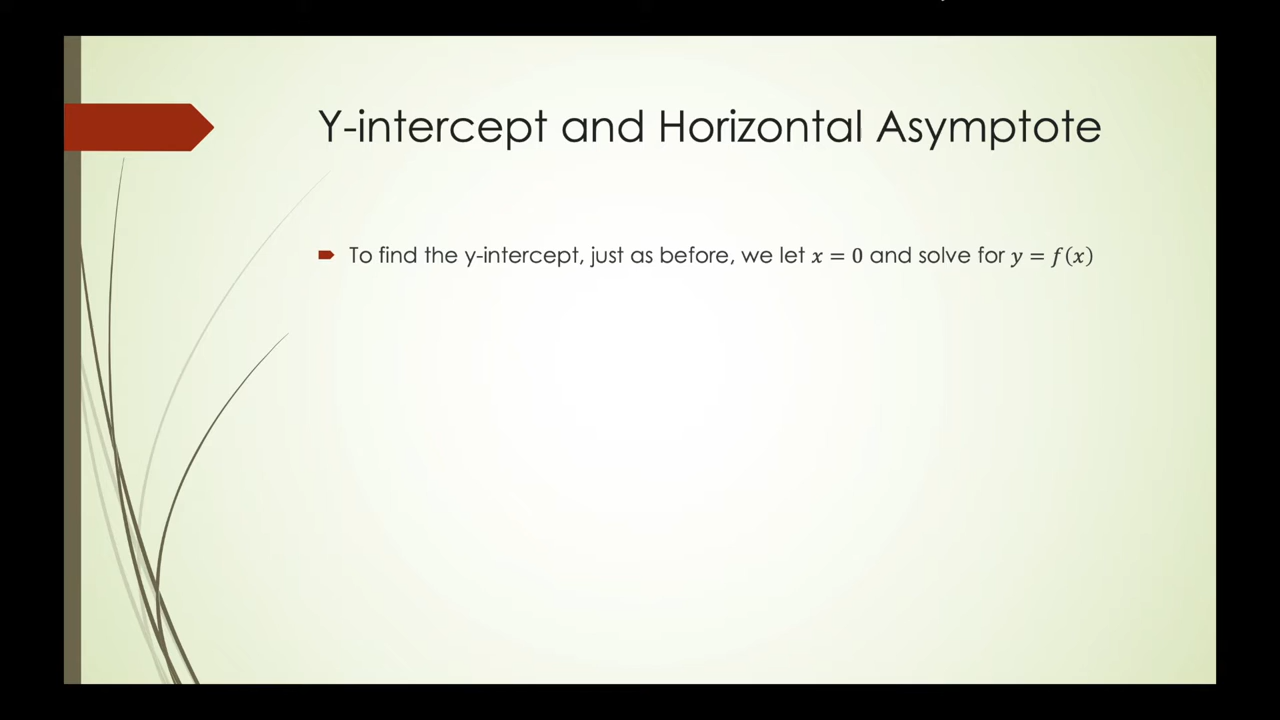 Y-intercept and Horizontal Asymptote
To find the y-intercept, just as before, we let 𝑥 = 0 and solve for 𝑦 = 𝑓(𝑥)